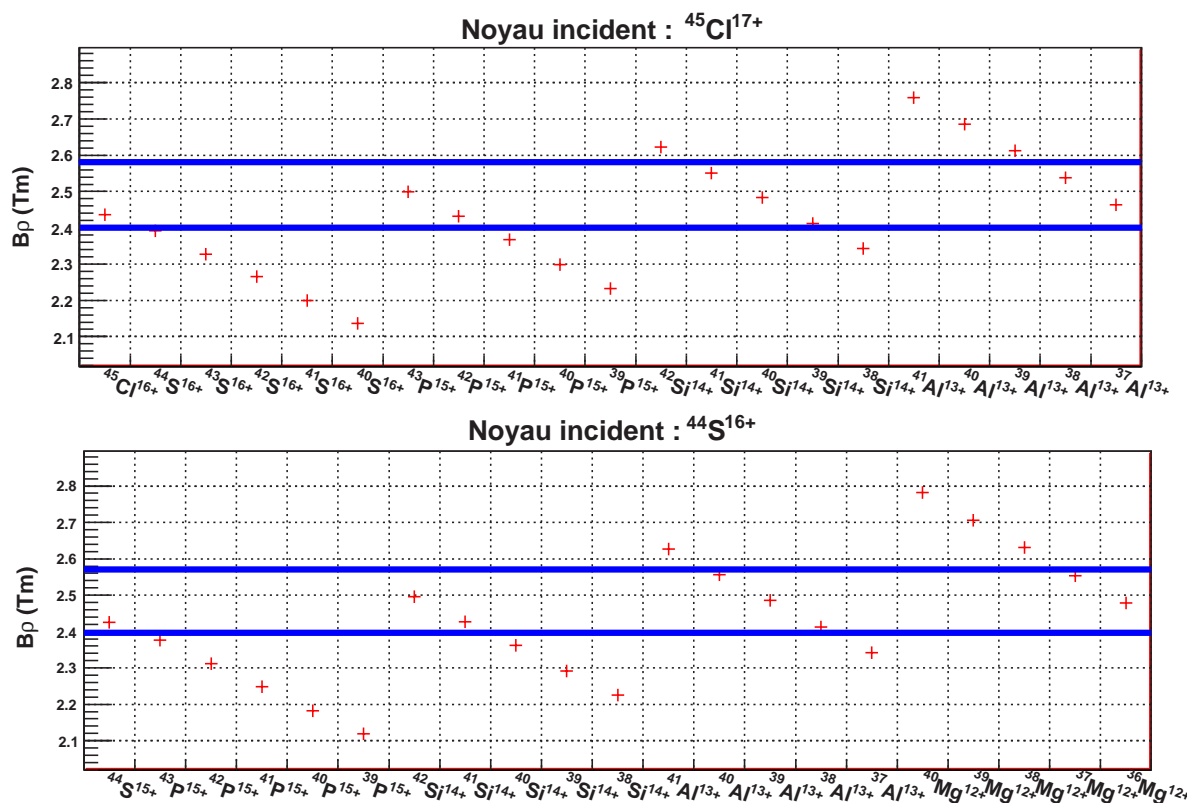 Noyau incident : ⁴⁵Cl¹⁷⁺
Bρ (Tm)
2.8
2.7
2.6
2.5
2.4
2.3
2.2
2.1
⁴⁵Cl¹⁶⁺ ⁴⁴S¹⁶⁺ ⁴³S¹⁶⁺ ⁴²S¹⁶⁺ ⁴¹S¹⁶⁺ ⁴⁰S¹⁶⁺ ⁴³P¹⁵⁺ ⁴²P¹⁵⁺ ⁴¹P¹⁵⁺ ⁴⁰P¹⁵⁺ ³⁹P¹⁵⁺ ⁴²Si¹⁴⁺ ⁴¹Si¹⁴⁺ ⁴⁰Si¹⁴⁺ ³⁹Si¹⁴⁺ ³⁸Si¹⁴⁺ ⁴¹Al¹³⁺ ⁴⁰Al¹³⁺ ³⁹Al¹³⁺ ³⁸Al¹³⁺ ³⁷Al¹³⁺
Noyau incident : ⁴⁴S¹⁶⁺
Bρ (Tm)
2.8
2.7
2.6
2.5
2.4
2.3
2.2
2.1
⁴⁴S¹⁵⁺ ⁴³P¹⁵⁺ ⁴²P¹⁵⁺ ⁴¹P¹⁵⁺ ⁴⁰P¹⁵⁺ ³⁹P¹⁵⁺ ⁴²Si¹⁴⁺ ⁴¹Si¹⁴⁺ ⁴⁰Si¹⁴⁺ ³⁹Si¹⁴⁺ ³⁸Si¹⁴⁺ ⁴¹Al¹³⁺ ⁴⁰Al¹³⁺ ³⁹Al¹³⁺ ³⁸Al¹³⁺ ³⁷Al¹³⁺ ⁴⁰Mg¹²⁺ ³⁹Mg¹²⁺ ³⁸Mg¹²⁺ ³⁷Mg¹²⁺ ³⁶Mg¹²⁺